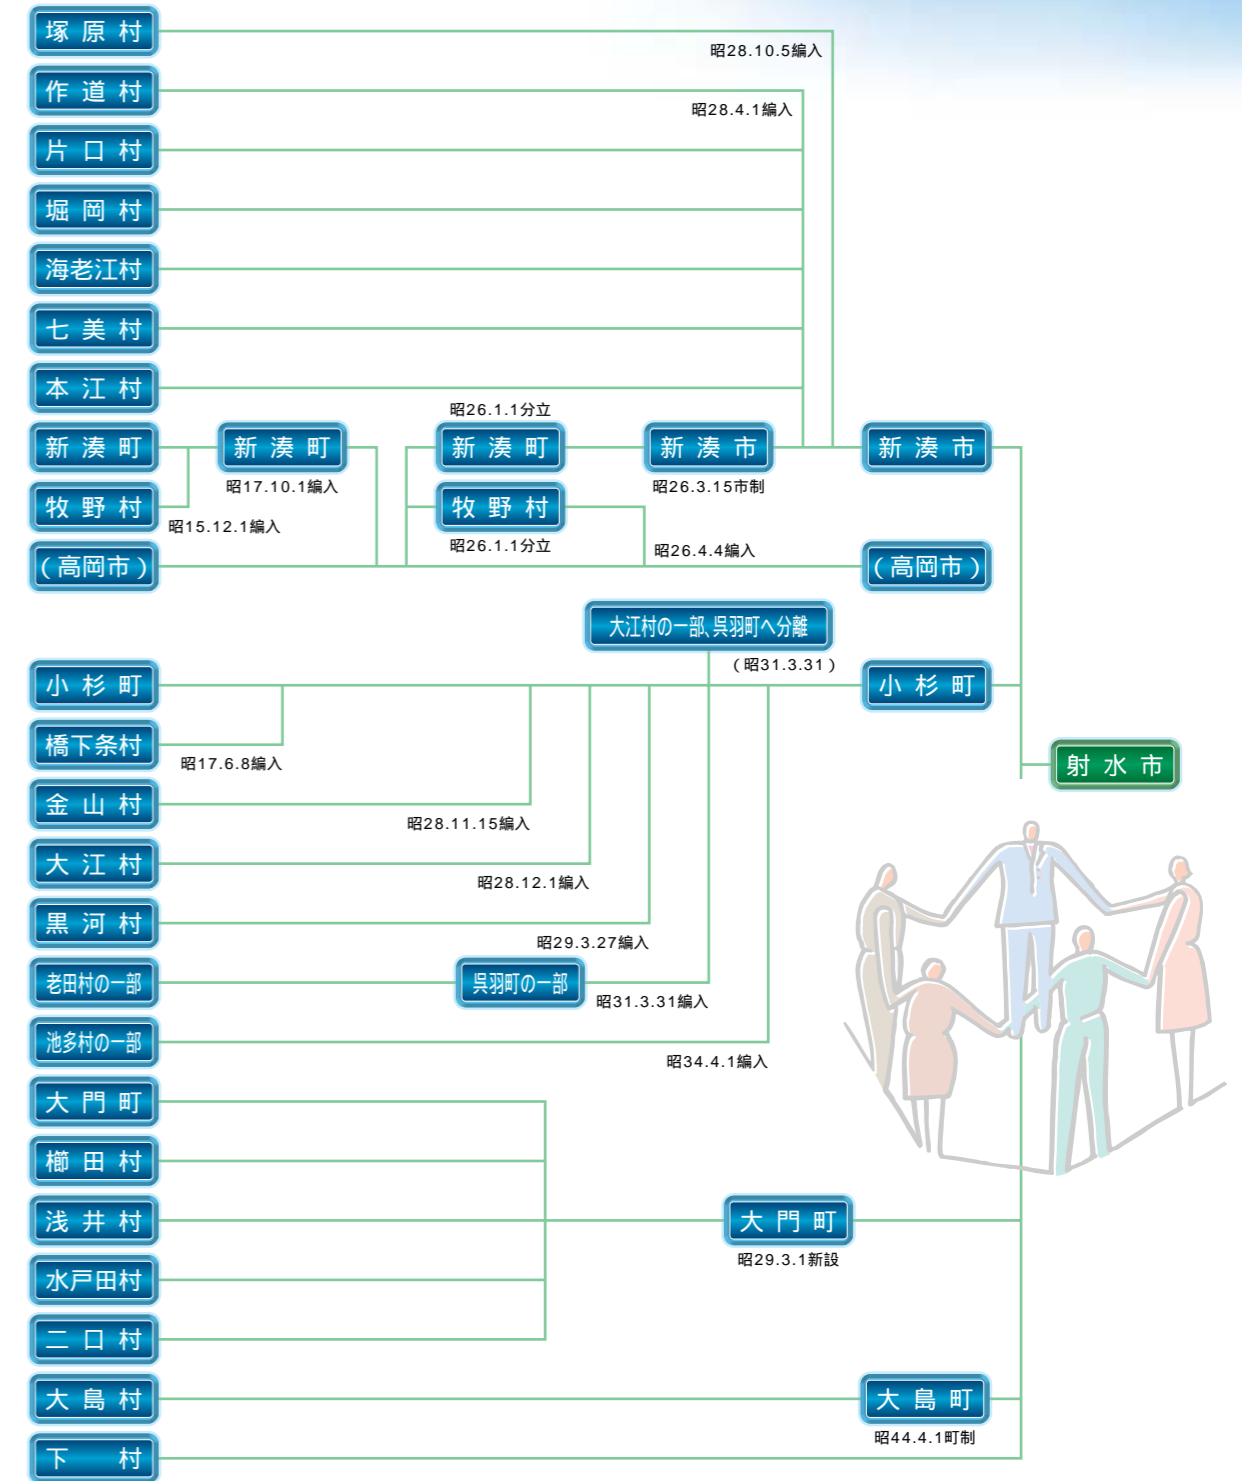 塚原村
昭28.10.5編入
作道村
昭28.4.1編入
片口村
堀岡村
海老江村
七美村
本江村
昭26.1.1分立
新湊町 新湊町 新湊町 新湊市 新湊市
昭17.10.1編入 昭26.3.15市制
牧野村 牧野村
昭15.12.1編入
昭26.1.1分立 昭26.4.4編入
(高岡市) (高岡市)
大江村の一部、呉羽町へ分離
(昭31.3.31)
小杉町 小杉町
橋下条村
昭17.6.8編入
射水市
金山村
昭28.11.15編入
大江村
昭28.12.1編入
黒河村
昭29.3.27編入
老田村の一部 呉羽町の一部
昭31.3.31編入
池多村の一部
昭34.4.1編入
大門町
櫛田村
浅井村 大門町
昭29.3.1新設
水戸田村
二口村
大島村 大島町
昭44.4.1町制
下村